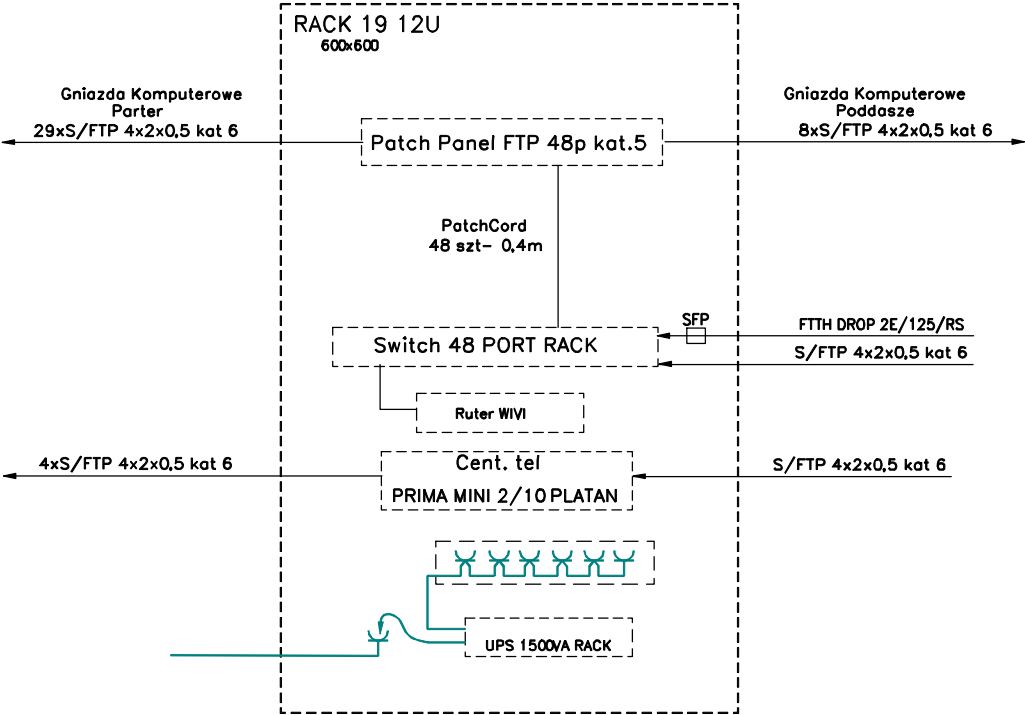 RACK 19 12U
600x600
Gniazda Komputerowe
Parter
29xS/FTP 4x2x0.5 kat 6
Gniazda Komputerowe
Poddasze
8xS/FTP 4x2x0.5 kat 6
Patch Panel FTP 48p kat.5
PatchCord
48 szt- 0.4m
SFP
FTTH DROP 2E/125/RS
Switch 48 PORT RACK
S/FTP 4x2x0.5 kat 6
Ruter WIVI
4xS/FTP 4x2x0.5 kat 6
Cent. tel
PRIMA MINI 2/10 PLATAN
S/FTP 4x2x0.5 kat 6
UPS 1500VA RACK